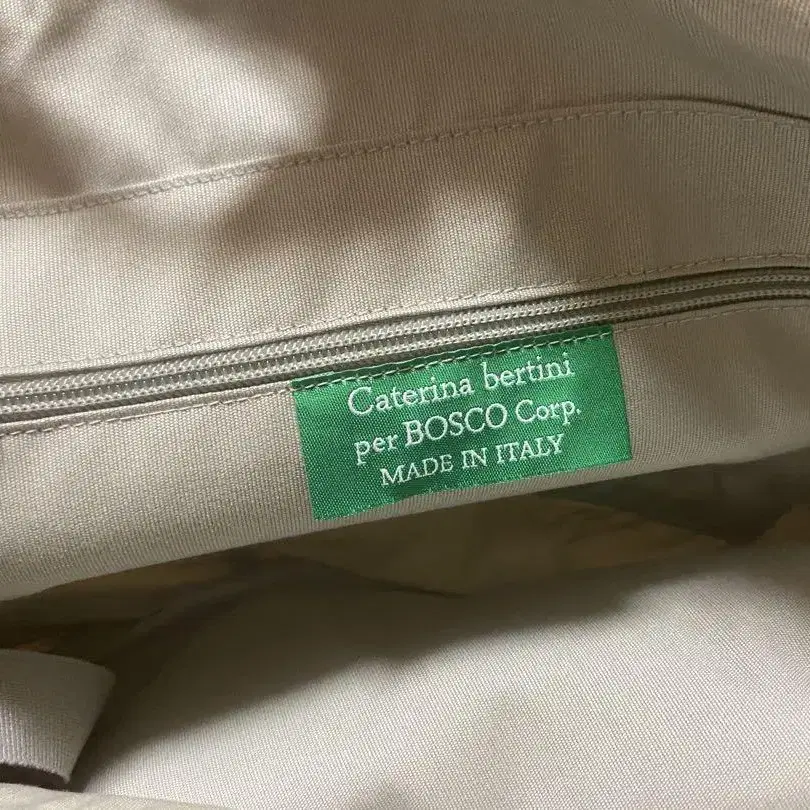 Caterina bertini
per BOSCO Corp.
MADE IN ITALY